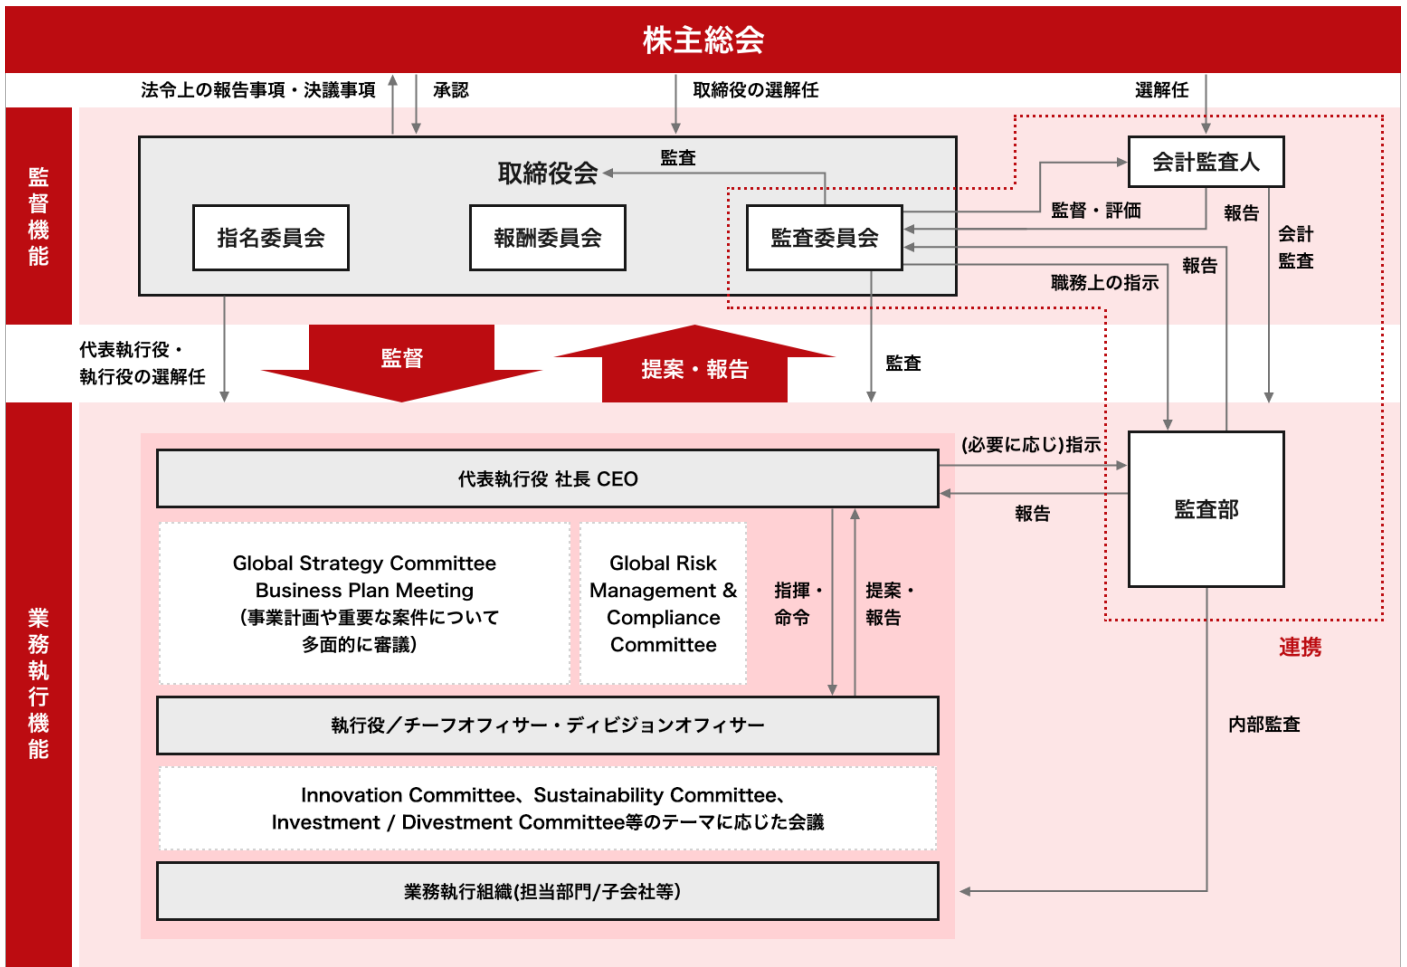 株主総会
法令上の報告事項・決議事項
承認
取締役の選解任
選解任
監督機能
取締役会
監査
会計監査人
指名委員会
報酬委員会
監査委員会
監督・評価
報告
会計
監査
報告
職務上の指示
代表執行役・
執行役の選解任
監督
提案・報告
監査
業務執行機能
代表執行役 社長 CEO
(必要に応じ)指示
報告
監査部
Global Strategy Committee
Business Plan Meeting
（事業計画や重要な案件について
多面的に審議）
Global Risk
Management &
Compliance
Committee
指揮・
命令
提案・
報告
連携
執行役／チーフオフィサー・ディビジョンオフィサー
内部監査
Innovation Committee、Sustainability Committee、
Investment / Divestment Committee等のテーマに応じた会議
業務執行組織(担当部門/子会社等）